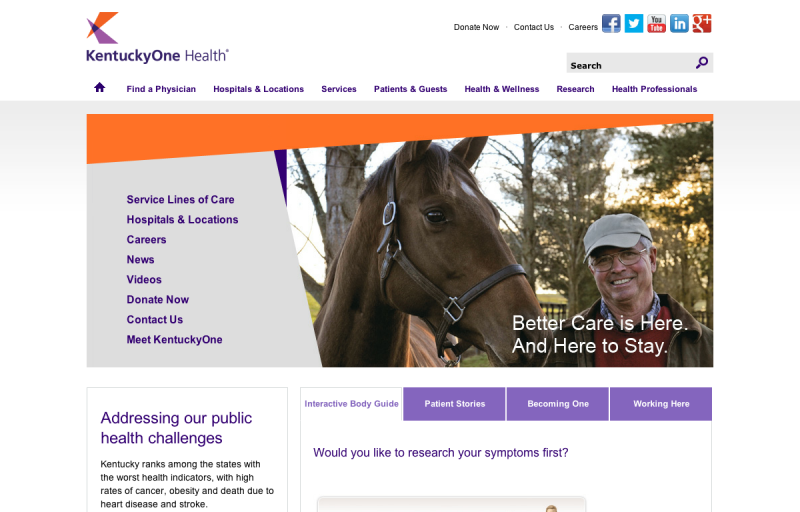 Donate Now · Contact Us · Careers
You
Tube
KentuckyOne Health®
Search
Find a Physician Hospitals & Locations Services Patients & Guests Health & Wellness Research Health Professionals
Service Lines of Care
Hospitals & Locations
Careers
News
Videos
Donate Now
Contact Us
Meet KentuckyOne
Better Care is Here.
And Here to Stay.
Addressing our public
health challenges
Kentucky ranks among the states with
the worst health indicators, with high
rates of cancer, obesity and death due to
heart disease and stroke.
Interactive Body Guide Patient Stories Becoming One Working Here
Would you like to research your symptoms first?